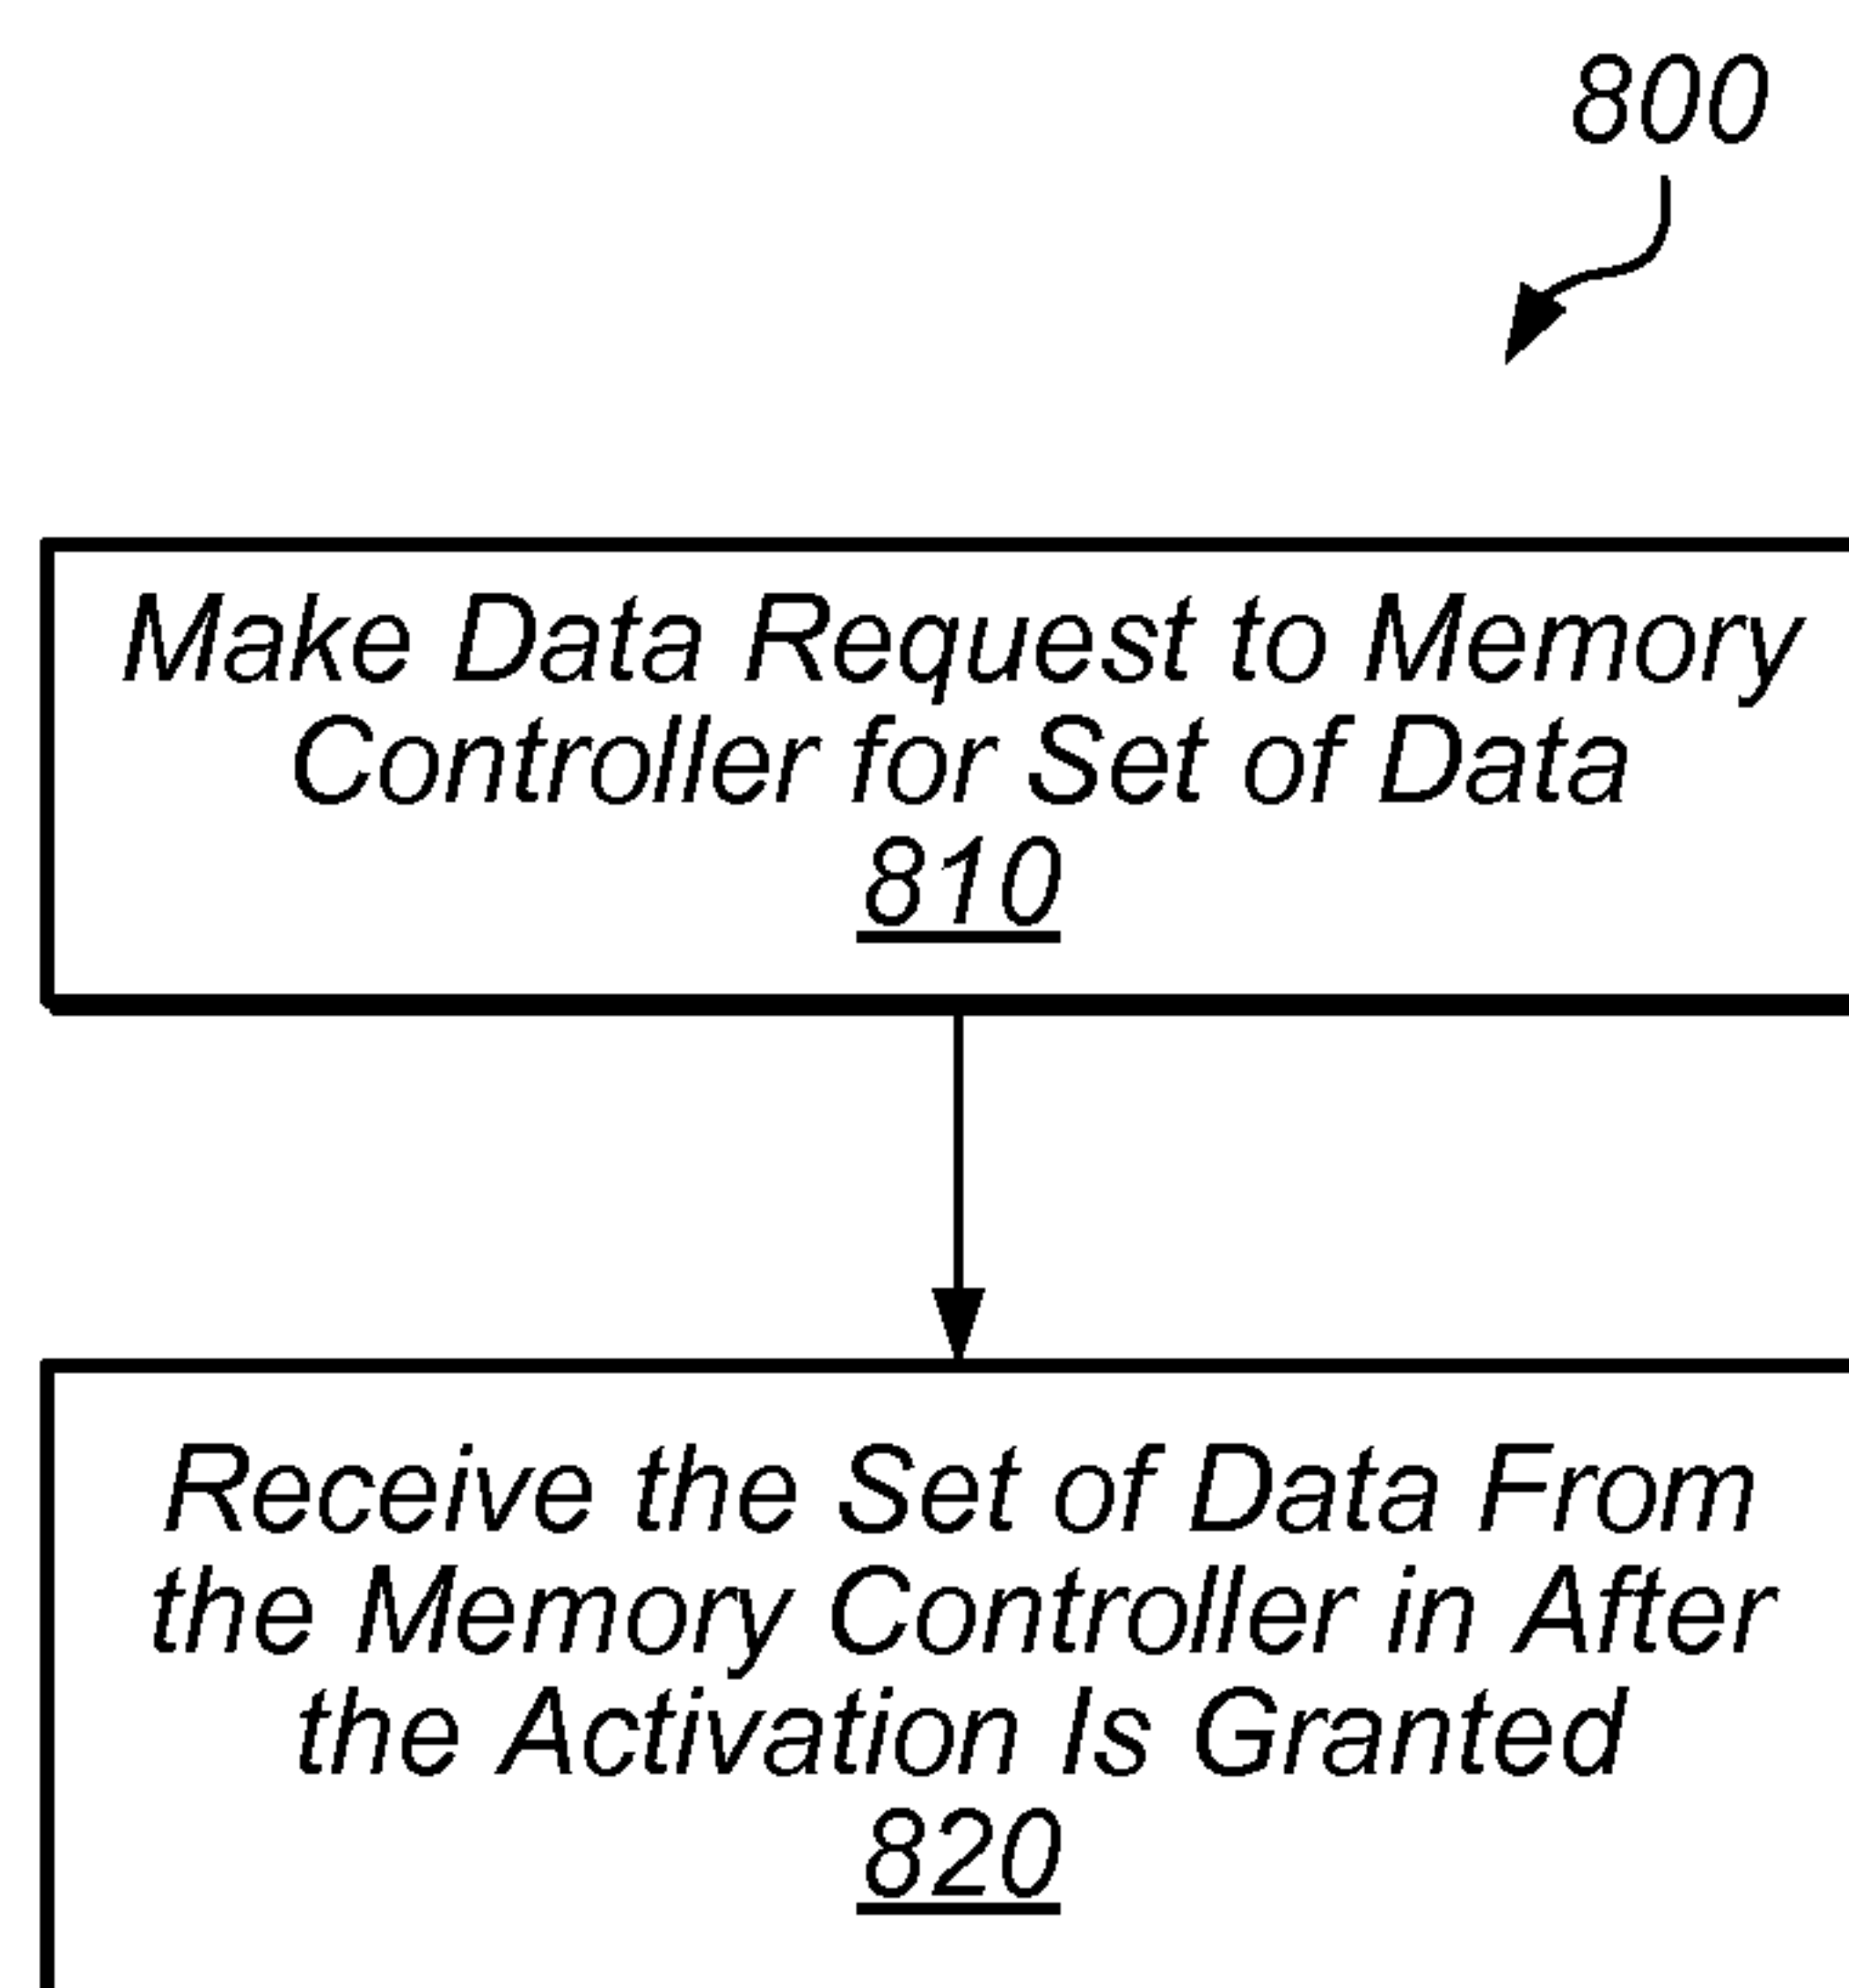 800
Make Data Request to Memory
Controller for Set of Data
810
Receive the Set of Data From
the Memory Controller in After
the Activation Is Granted
820